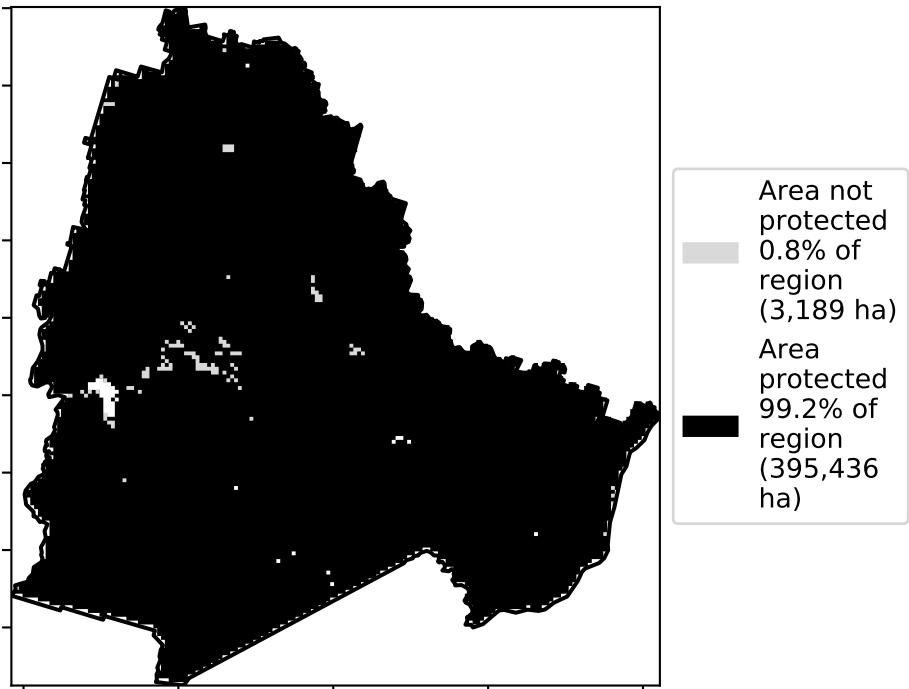 Area not
protected
0.8% of
region
(3,189 ha)
Area
protected
99.2% of
region
(395,436
ha)